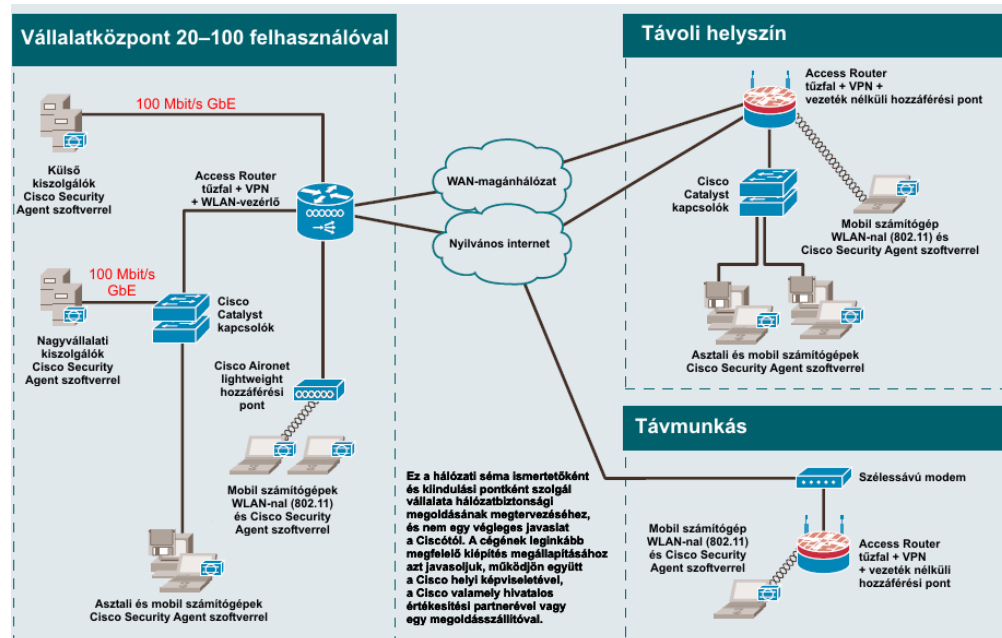 Vállalatközpont 20–100 felhasználóval
100 Mbit/s GbE
Külső
kiszolgálók
Cisco Security
Agent szoftverrel
Access Router
tűzfal + VPN
+ WLAN-vezérlő
100 Mbit/s
GbE
Nagyvállalati
kiszolgálók
Cisco Security
Agent szoftverrel
Cisco
Catalyst
kapcsolók
Cisco Aironet
lightweight
hozzáférési
pont
Mobil számítógépek
WLAN-nal (802.11)
és Cisco Security
Agent szoftverrel
Asztali és mobil számítógépek
Cisco Security Agent szoftverrel
WAN-magánhálózat
Nyilvános internet
Ez a hálózati séma ismertetőként
és kiindulási pontként szolgál
vállalata hálózatbiztonsági
megoldásának megtervezéséhez,
és nem egy végleges javaslat
a Ciscótól. A cégének leginkább
megfelelő kiépítés megállapításához
azt javasoljuk, működjön együtt
a Cisco helyi képviseletével,
a Cisco valamely hivatalos
értékesítési partnerével vagy
egy megoldásszállítóval.
Távoli helyszín
Access Router
tűzfal + VPN +
vezeték nélküli hozzáférési pont
Cisco
Catalyst
kapcsolók
Mobil számítógép
WLAN-nal (802.11) és
Cisco Security Agent szoftverrel
Asztali és mobil számítógépek
Cisco Security Agent szoftverrel
Távmunkás
Szélessávú modem
Mobil számítógép
WLAN-nal (802.11)
és Cisco Security
Agent szoftverrel
Access Router
tűzfal + VPN
+ vezeték nélküli
hozzáférési pont